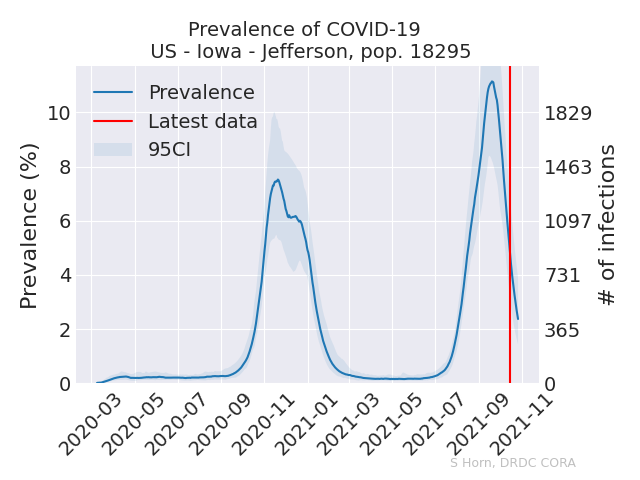 Prevalence of COVID-19
US - Iowa - Jefferson, pop. 18295
Prevalence
Latest data
95CI
Prevalence (%)
10
8
6
4
2
0
1829
1463
1097
731
365
0
# of infections
2020-03
2020-05
2020-07
2020-09
2020-11
2021-01
2021-03
2021-05
2021-07
2021-09
2021-11
S Horn, DRDC CORA